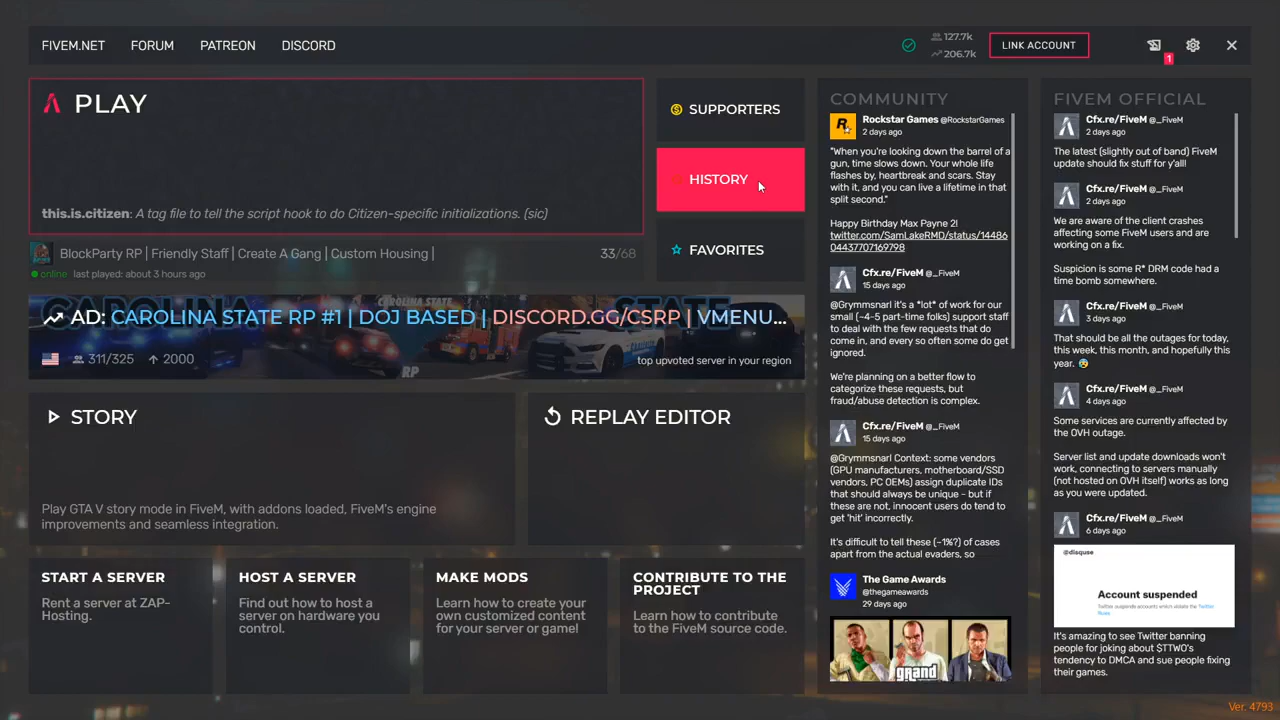 FIVEM.NET FORUM PATREON DISCORD
127.7k
206.7k
LINK ACCOUNT
1
PLAY
this.is.citizen: A tag file to tell the script hook to do Citizen-specific initializations. (sic)
BlockParty RP | Friendly Staff | Create A Gang | Custom Housing | 33/68
online last played: about 3 hours ago
SUPPORTERS
HISTORY
FAVORITES
AD: CAROLINA STATE RP #1 | DOJ BASED | DISCORD.GG/CSRP | VMENU...
311/325 2000 top upvoted server in your region
CAROLINA STATE
RP
STORY
Play GTA V story mode in FiveM, with addons loaded, FiveM's engine
improvements and seamless integration.
REPLAY EDITOR
START A SERVER
Rent a server at ZAP-
Hosting.
HOST A SERVER
Find out how to host a
server on hardware you
control.
MAKE MODS
Learn how to create your
own customized content
for your server or game!
CONTRIBUTE TO THE
PROJECT
Learn how to contribute
to the FiveM source code.
COMMUNITY
Rockstar Games @RockstarGames
2 days ago
"When you're looking down the barrel of a
gun, time slows down. Your whole life
flashes by, heartbreak and scars. Stay
with it, and you can live a lifetime in that
split second."
Happy Birthday Max Payne 2!
twitter.com/SamLakeRMD/status/14486
04437707169798
Cfx.re/FiveM @_FiveM
15 days ago
@Grymmsnarl it's a *lot* of work for our
small (~4-5 part-time folks) support staff
to deal with the few requests that do
come in, and every so often some do get
ignored.
We're planning on a better flow to
categorize these requests, but
fraud/abuse detection is complex.
Cfx.re/FiveM @_FiveM
15 days ago
@Grymmsnarl Context: some vendors
(GPU manufacturers, motherboard/SSD
vendors, PC OEMs) assign duplicate IDs
that should always be unique - but if
these are not, innocent users do tend to
get 'hit' incorrectly.
It's difficult to tell these (~1%?) of cases
apart from the actual evaders, so
The Game Awards
@thegameawards
29 days ago
grand
FIVEM OFFICIAL
Cfx.re/FiveM @_FiveM
2 days ago
The latest (slightly out of band) FiveM
update should fix stuff for y'all!
Cfx.re/FiveM @_FiveM
2 days ago
We are aware of the client crashes
affecting some FiveM users and are
working on a fix.
Suspicion is some R* DRM code had a
time bomb somewhere.
Cfx.re/FiveM @_FiveM
3 days ago
That should be all the outages for today,
this week, this month, and hopefully this
year. 😰
Cfx.re/FiveM @_FiveM
4 days ago
Some services are currently affected by
the OVH outage.
Server list and update downloads won't
work, connecting to servers manually
(not hosted on OVH itself) works as long
as you were updated.
Cfx.re/FiveM @_FiveM
6 days ago
@disquse
Account suspended
Twitter suspends accounts which violate the Twitter
Rules
It's amazing to see Twitter banning
people for joking about $TTWO's
tendency to DMCA and sue people fixing
their games.
Ver. 4793